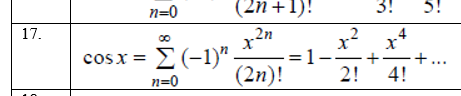 n=0 (2n+1)! 3! 5!
17. cos x = ∑_{n=0}^{∞} (-1)^n x^{2n}/(2n)! = 1 - x^2/2! + x^4/4! + ...